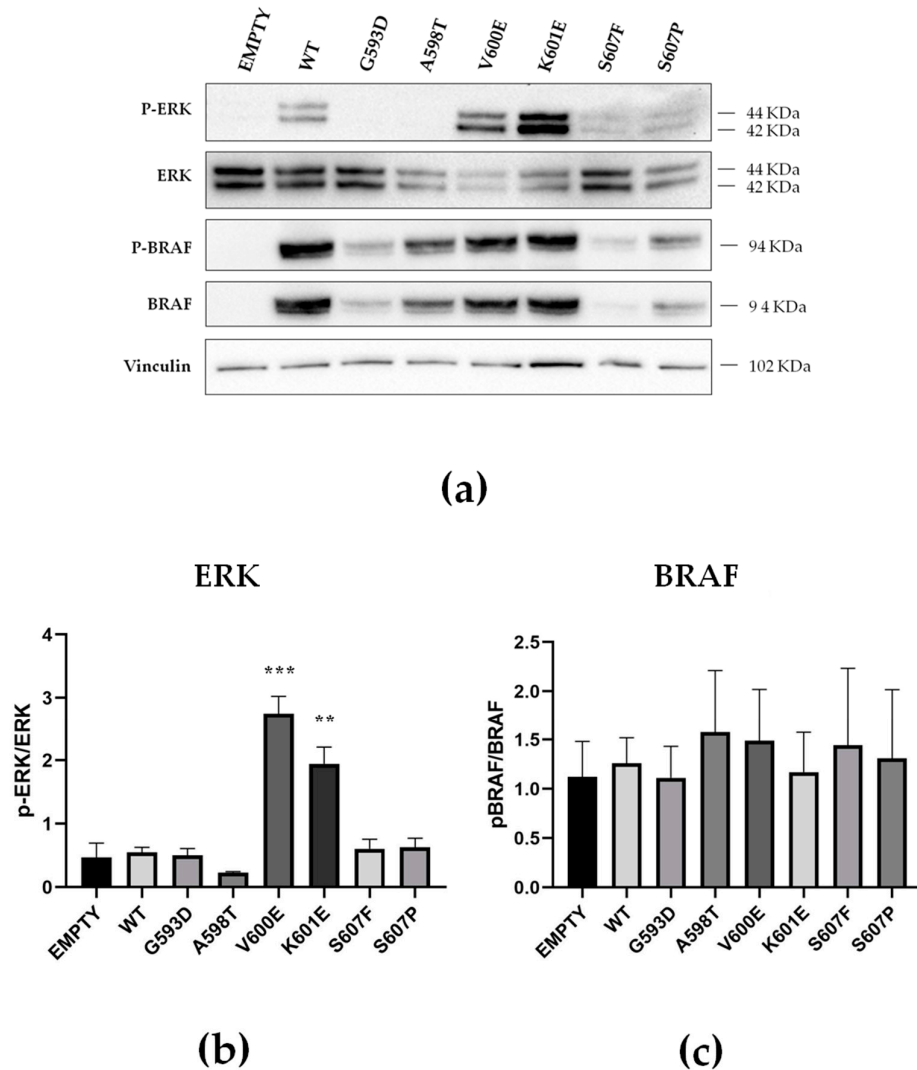 EMPTY WT G593D A598T V600E K601E S607F S607P
P-ERK 44 KDa
42 KDa
ERK 44 KDa
42 KDa
P-BRAF 94 KDa
BRAF 94 KDa
Vinculin 102 KDa
(a)
ERK
p-ERK/ERK
4
3
2
1
0
***
**
EMPTY WT G593D A598T V600E K601E S607F S607P
(b)
BRAF
pBRAF/BRAF
2.5
2.0
1.5
1.0
0.5
0.0
EMPTY WT G593D A598T V600E K601E S607F S607P
(c)